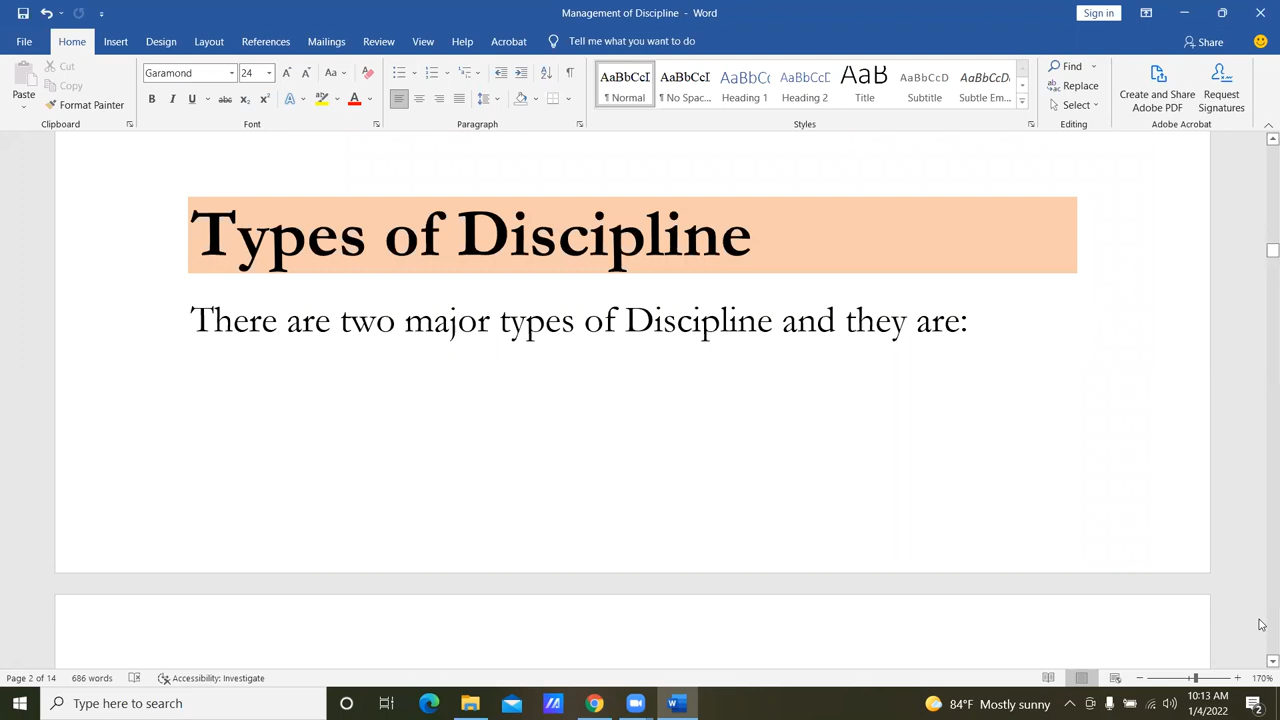 Management of Discipline - Word
Sign in
File Home Insert Design Layout References Mailings Review View Help Acrobat Tell me what you want to do Share
Paste Cut Copy Format Painter
Garamond 24 Aa
B I U abc x₂ x² A A
AaBbCcI AaBbCcI AaBbC AaBbCcD AaB AaBbCcD AaBbCcD
¶ Normal ¶ No Spac... Heading 1 Heading 2 Title Subtitle Subtle Em...
Find Replace Select
Create and Share Adobe PDF
Request Signatures
Clipboard Font Paragraph Styles Editing Adobe Acrobat
Types of Discipline
There are two major types of Discipline and they are:
Page 2 of 14 686 words Accessibility: Investigate 170%
Type here to search
84°F Mostly sunny
10:13 AM
1/4/2022
2